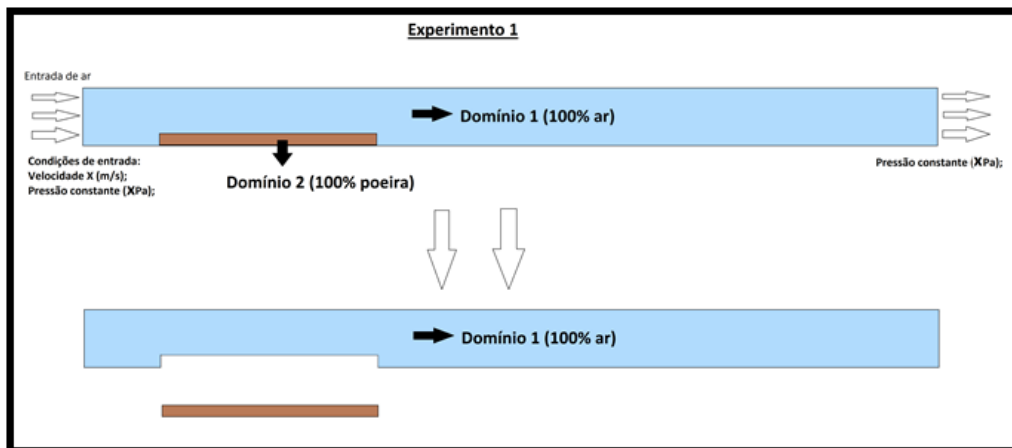 Experimento 1
Entrada de ar
Domínio 1 (100% ar)
Condições de entrada:
Velocidade X (m/s);
Pressão constante (XPa);
Domínio 2 (100% poeira)
Pressão constante (XPa);
Domínio 1 (100% ar)